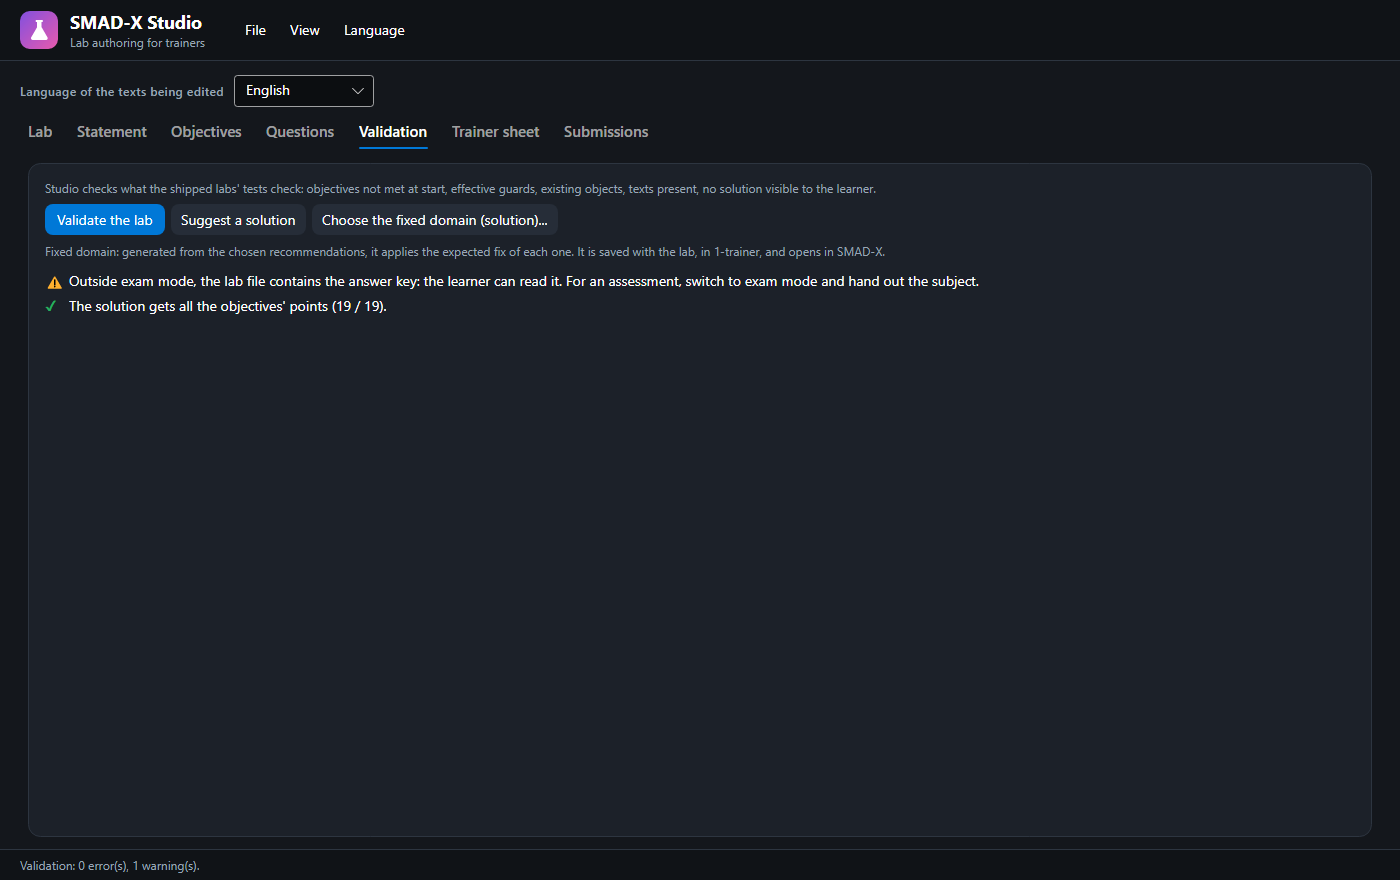 SMAD-X Studio
Lab authoring for trainers
File View Language
Language of the texts being edited English
Lab Statement Objectives Questions Validation Trainer sheet Submissions
Studio checks what the shipped labs' tests check: objectives not met at start, effective guards, existing objects, texts present, no solution visible to the learner.
Validate the lab Suggest a solution Choose the fixed domain (solution)...
Fixed domain: generated from the chosen recommendations, it applies the expected fix of each one. It is saved with the lab, in 1-trainer, and opens in SMAD-X.
Outside exam mode, the lab file contains the answer key: the learner can read it. For an assessment, switch to exam mode and hand out the subject.
The solution gets all the objectives' points (19 / 19).
Validation: 0 error(s), 1 warning(s).